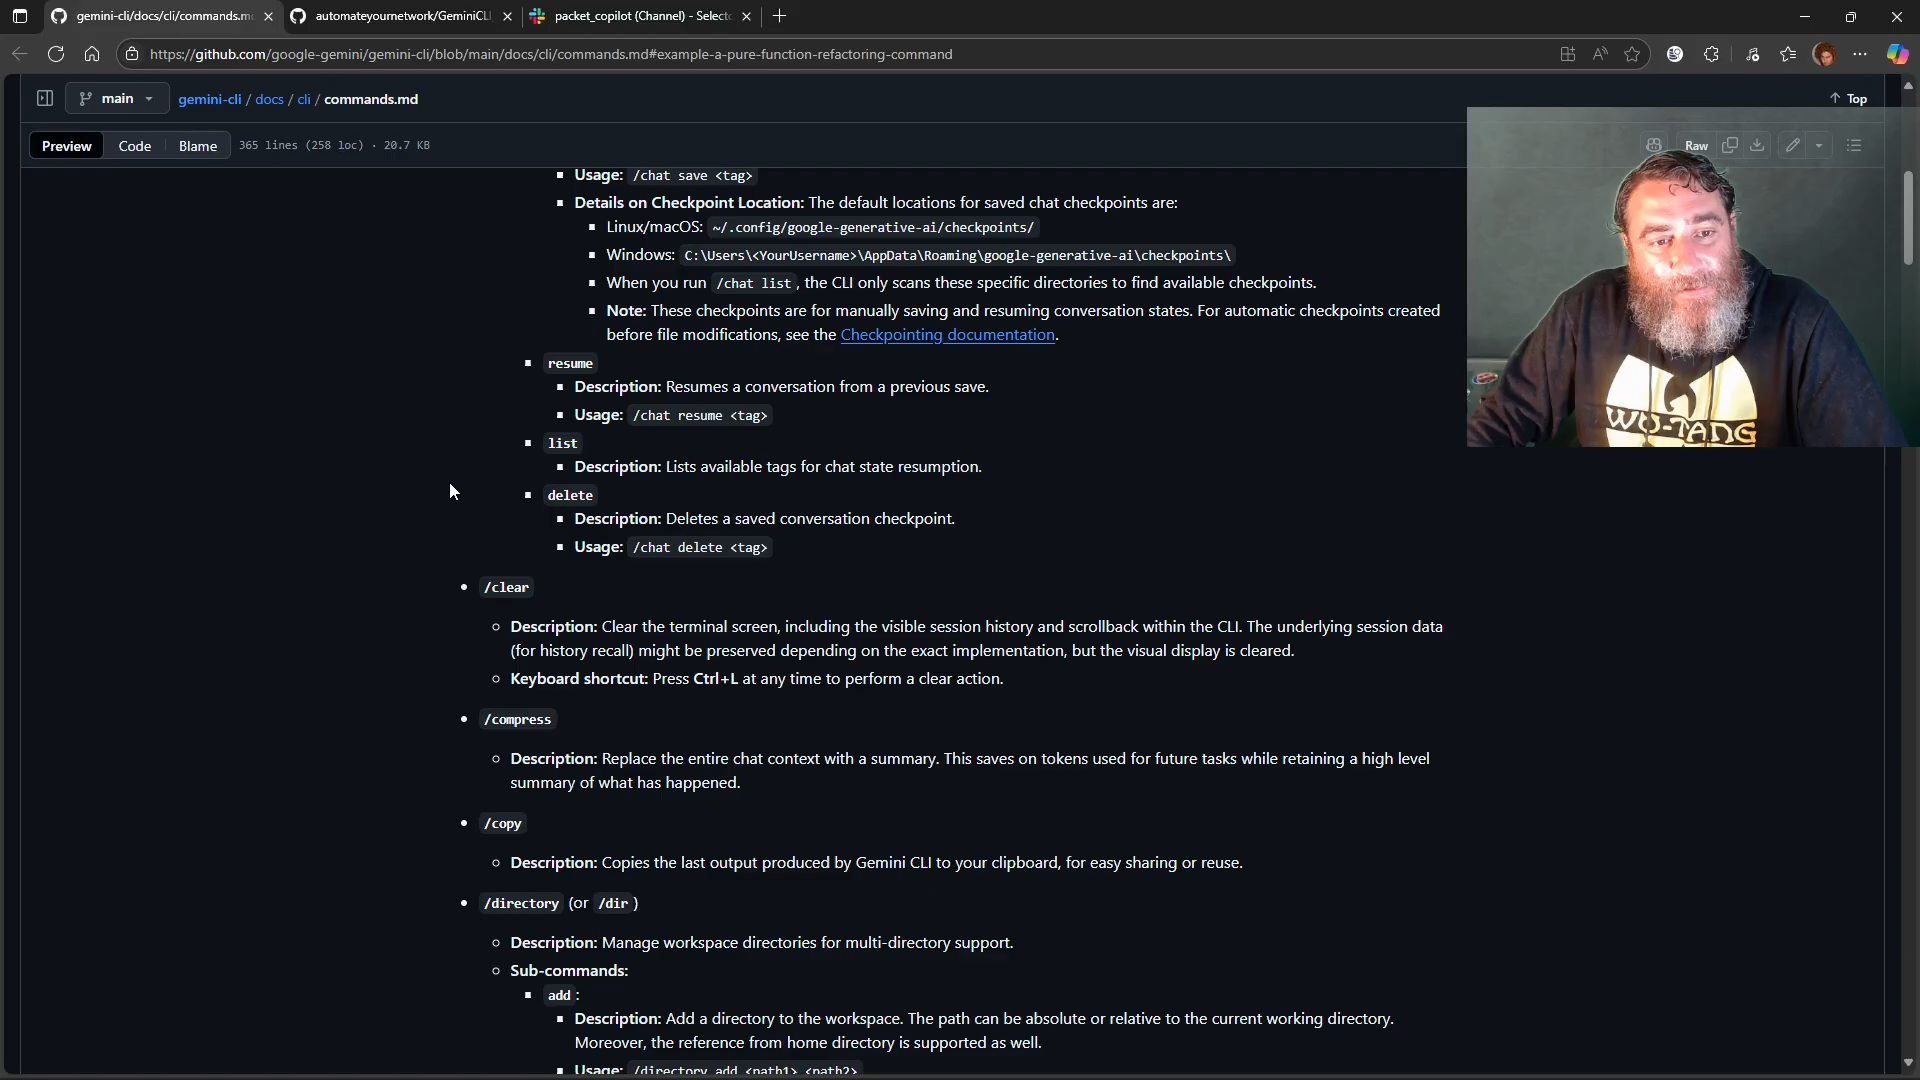 gemini-cli/docs/cli/commands.m
automateyournetwork/GeminiCLI
packet_copilot (Channel) - Selecto
https://github.com/google-gemini/gemini-cli/blob/main/docs/cli/commands.md#example-a-pure-function-refactoring-command
main
gemini-cli / docs / cli / commands.md
Top
Preview
Code
Blame
365 lines (258 loc) · 20.7 KB
Raw
Usage: /chat save <tag>
Details on Checkpoint Location: The default locations for saved chat checkpoints are:
Linux/macOS: ~/.config/google-generative-ai/checkpoints/
Windows: C:\Users\<YourUsername>\AppData\Roaming\google-generative-ai\checkpoints\
When you run /chat list , the CLI only scans these specific directories to find available checkpoints.
Note: These checkpoints are for manually saving and resuming conversation states. For automatic checkpoints created
before file modifications, see the Checkpointing documentation.
resume
Description: Resumes a conversation from a previous save.
Usage: /chat resume <tag>
list
Description: Lists available tags for chat state resumption.
delete
Description: Deletes a saved conversation checkpoint.
Usage: /chat delete <tag>
/clear
Description: Clear the terminal screen, including the visible session history and scrollback within the CLI. The underlying session data
(for history recall) might be preserved depending on the exact implementation, but the visual display is cleared.
Keyboard shortcut: Press Ctrl+L at any time to perform a clear action.
/compress
Description: Replace the entire chat context with a summary. This saves on tokens used for future tasks while retaining a high level
summary of what has happened.
/copy
Description: Copies the last output produced by Gemini CLI to your clipboard, for easy sharing or reuse.
/directory (or /dir )
Description: Manage workspace directories for multi-directory support.
Sub-commands:
add :
Description: Add a directory to the workspace. The path can be absolute or relative to the current working directory.
Moreover, the reference from home directory is supported as well.
Usage: /directory add <path1>,<path2>
WU-TANG